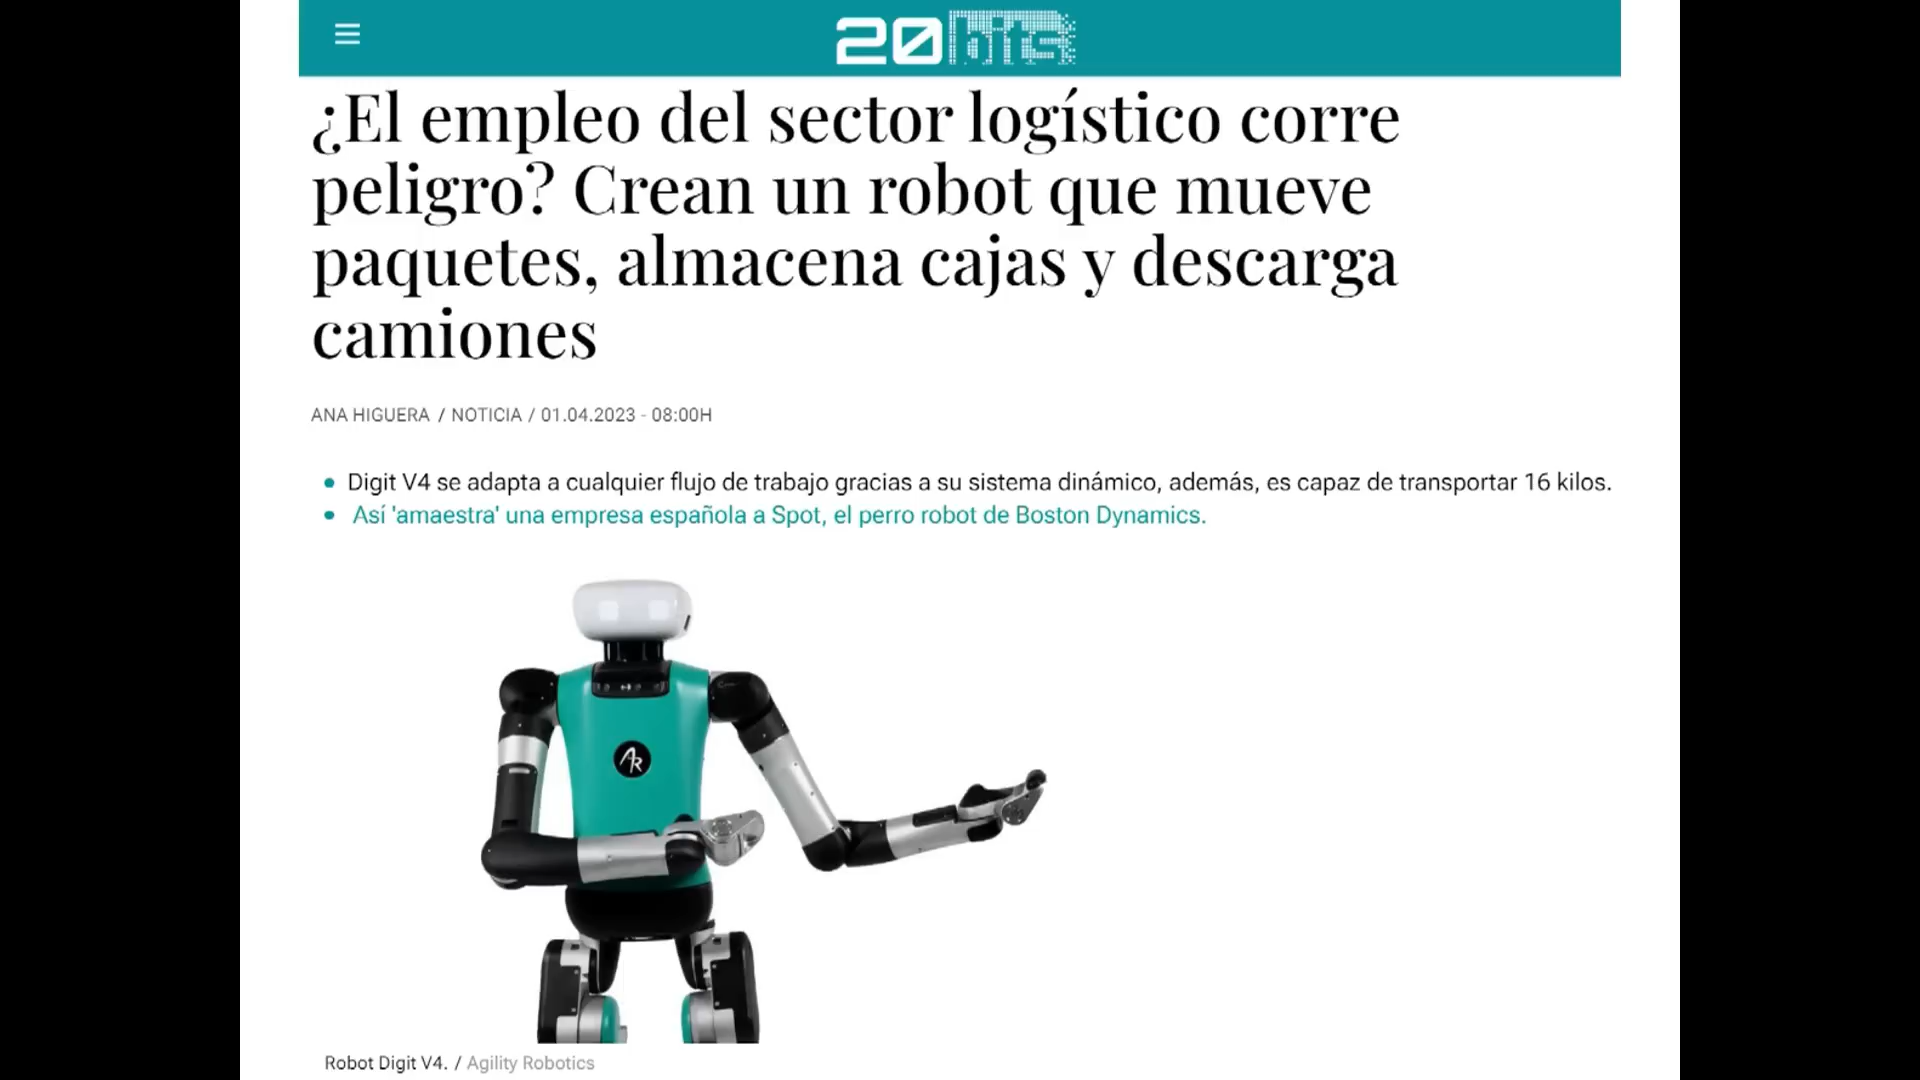 20bits
¿El empleo del sector logístico corre
peligro? Crean un robot que mueve
paquetes, almacena cajas y descarga
camiones
ANA HIGUERA / NOTICIA / 01.04.2023 - 08:00H
• Digit V4 se adapta a cualquier flujo de trabajo gracias a su sistema dinámico, además, es capaz de transportar 16 kilos.
• Así 'amaestra' una empresa española a Spot, el perro robot de Boston Dynamics.
AR
Robot Digit V4. / Agility Robotics